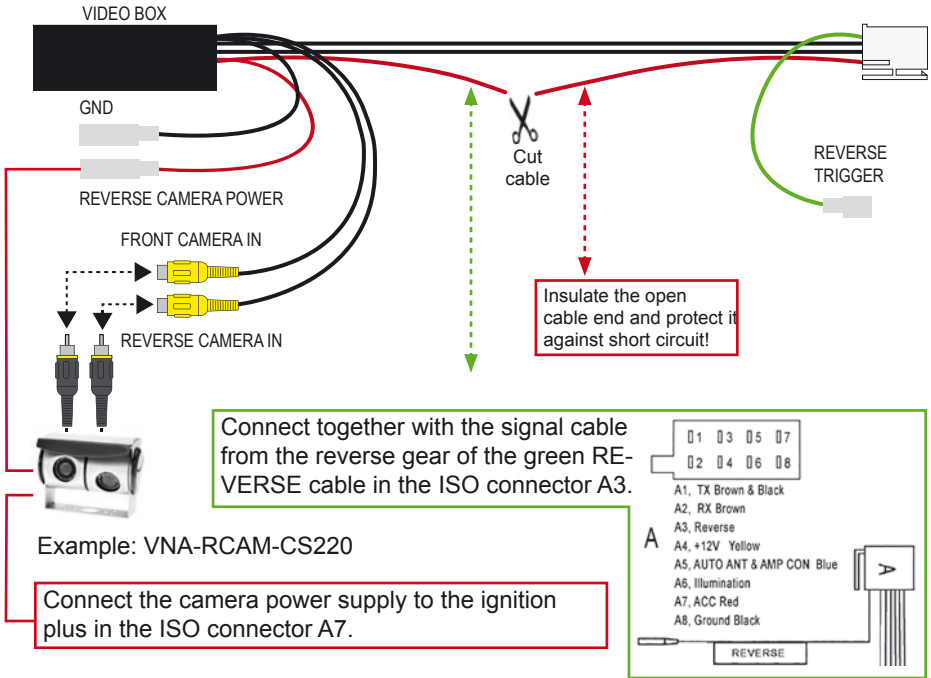 VIDEO BOX
GND
REVERSE CAMERA POWER
FRONT CAMERA IN
REVERSE CAMERA IN
Cut
cable
REVERSE
TRIGGER
Insulate the open
cable end and protect it
against short circuit!
Connect together with the signal cable
from the reverse gear of the green RE-
VERSE cable in the ISO connector A3.
1 3 5 7
2 4 6 8
A1, TX Brown & Black
A2, RX Brown
A3, Reverse
A4, +12V Yellow
A5, AUTO ANT & AMP CON Blue
A6, Illumination
A7, ACC Red
A8, Ground Black
A
A
REVERSE
Example: VNA-RCAM-CS220
Connect the camera power supply to the ignition
plus in the ISO connector A7.